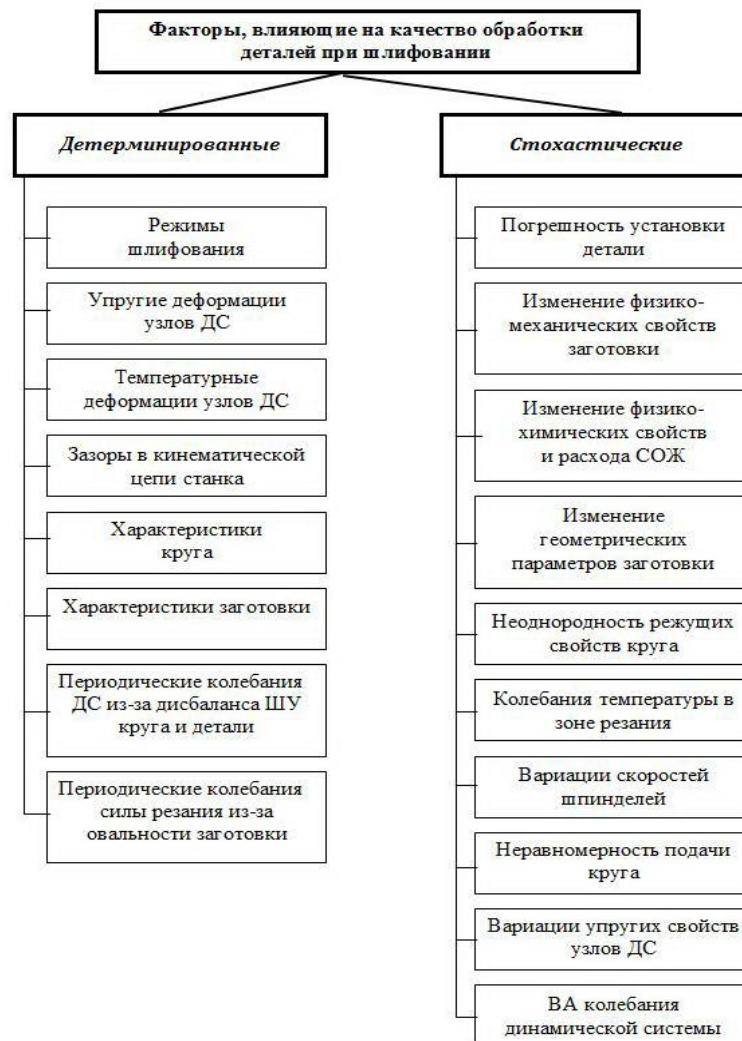 Факторы, влияющие на качество обработки
деталей при шлифовании
Детерминированные
Режимы
шлифования
Упругие деформации
узлов ДС
Температурные
деформации узлов ДС
Зазоры в кинематической
цепи станка
Характеристики
круга
Характеристики заготовки
Периодические колебания
ДС из-за дисбаланса ШУ
круга и детали
Периодические колебания
силы резания из-за
овальности заготовки
Стохастические
Погрешность установки
детали
Изменение физико-
механических свойств
заготовки
Изменение физико-
химических свойств
и расхода СОЖ
Изменение
геометрических
параметров заготовки
Неоднородность режущих
свойств круга
Колебания температуры в
зоне резания
Вариации скоростей
шпинделей
Неравномерность подачи
круга
Вариации упругих свойств
узлов ДС
ВА колебания
динамической системы